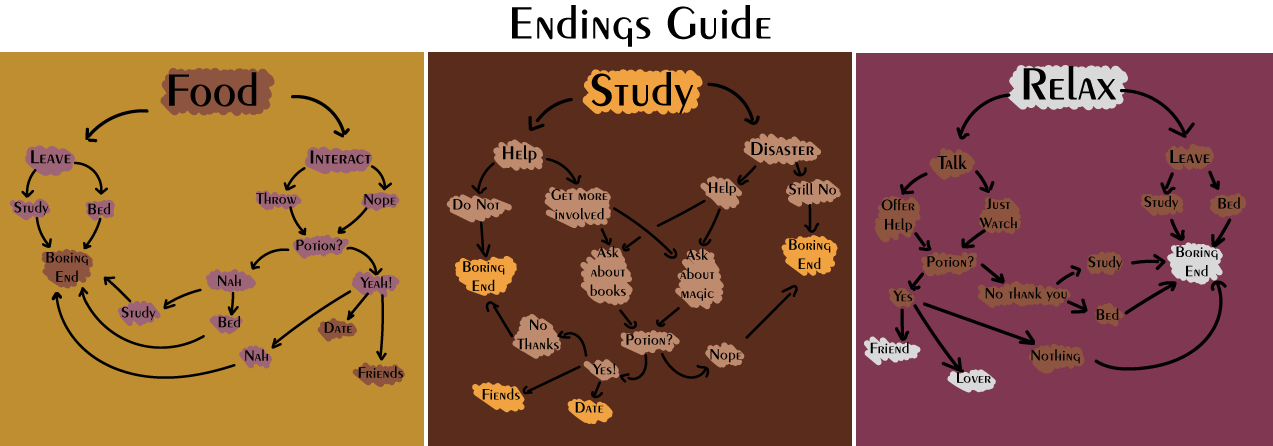 Endings Guide
Food
Leave
Interact
Study
Bed
Throw
Nope
Boring
End
Potion?
Nah
Yeah!
Study
Bed
Date
Nah
Friends
Study
Help
Disaster
Do Not
Get more
involved
Help
Still No
Boring
End
Ask
about
books
Ask
about
magic
Boring
End
No
Thanks
Potion?
Nope
Yes!
Fiends
Date
Relax
Talk
Leave
Offer
Help
Just
Watch
Study
Bed
Potion?
Study
Boring
End
Yes
No thank you
Bed
Friend
Nothing
Lover